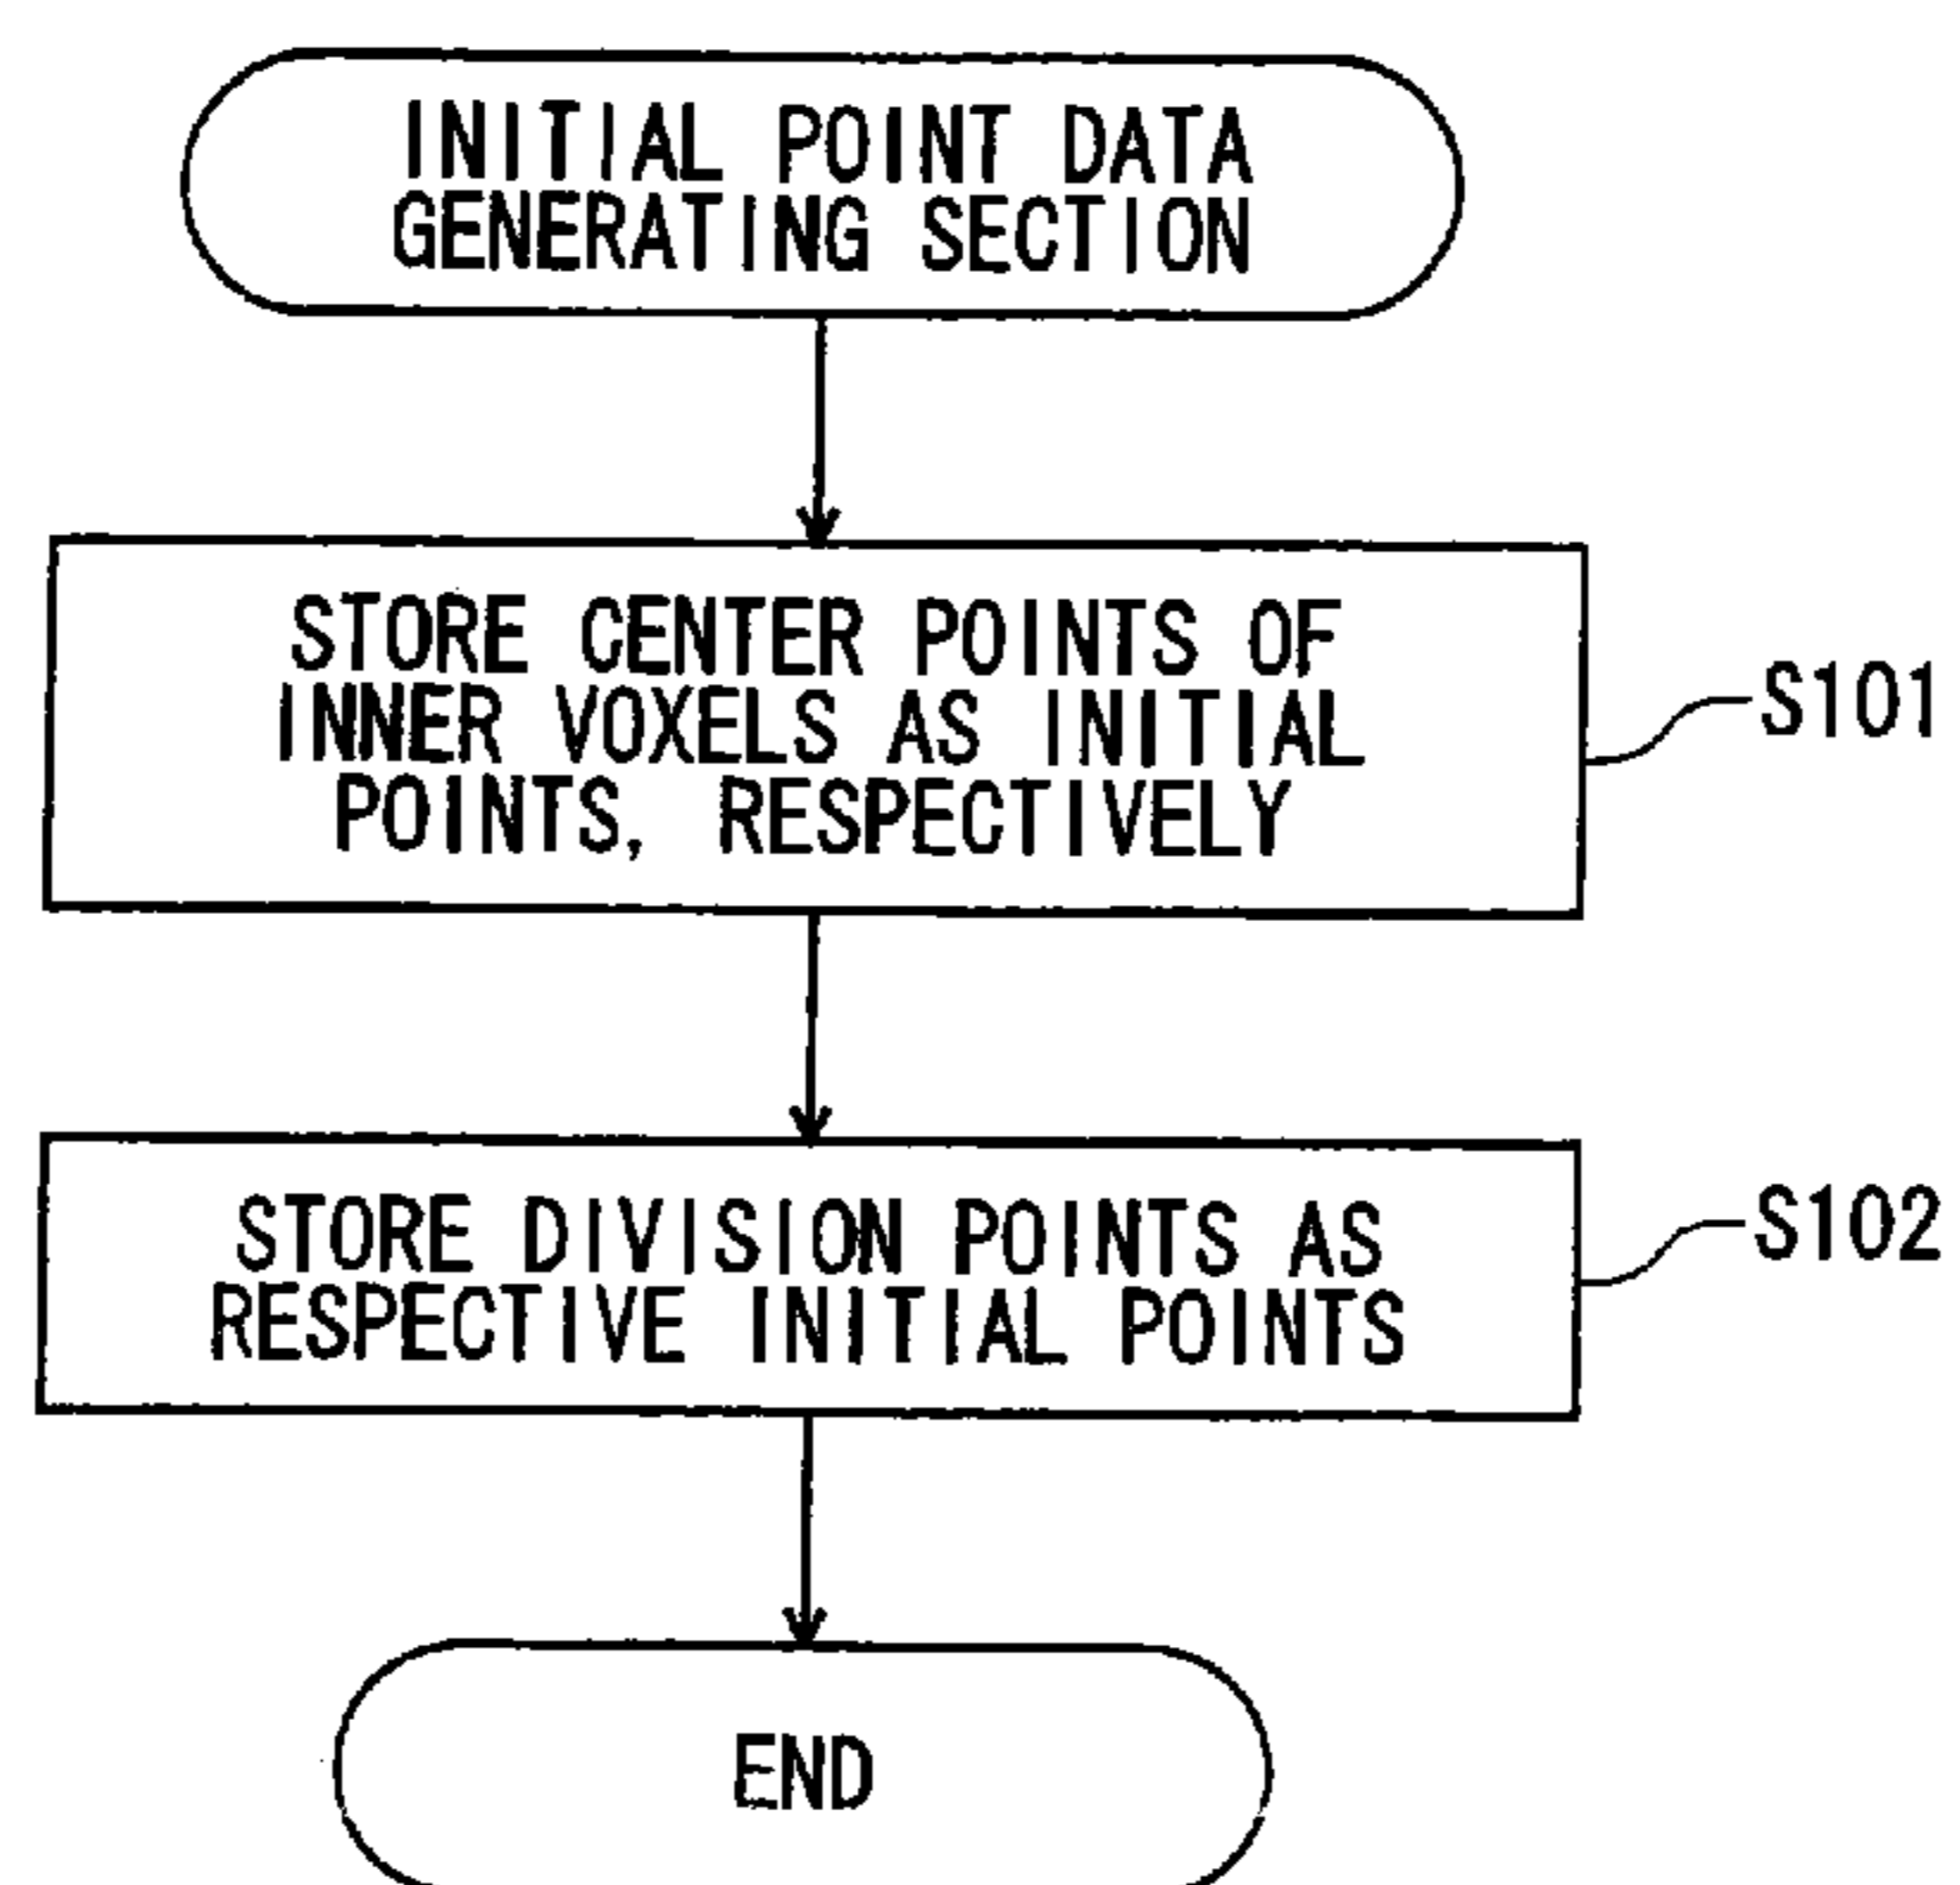 INITIAL POINT DATA
GENERATING SECTION
STORE CENTER POINTS OF
INNER VOXELS AS INITIAL
POINTS, RESPECTIVELY
S101
STORE DIVISION POINTS AS
RESPECTIVE INITIAL POINTS
S102
END